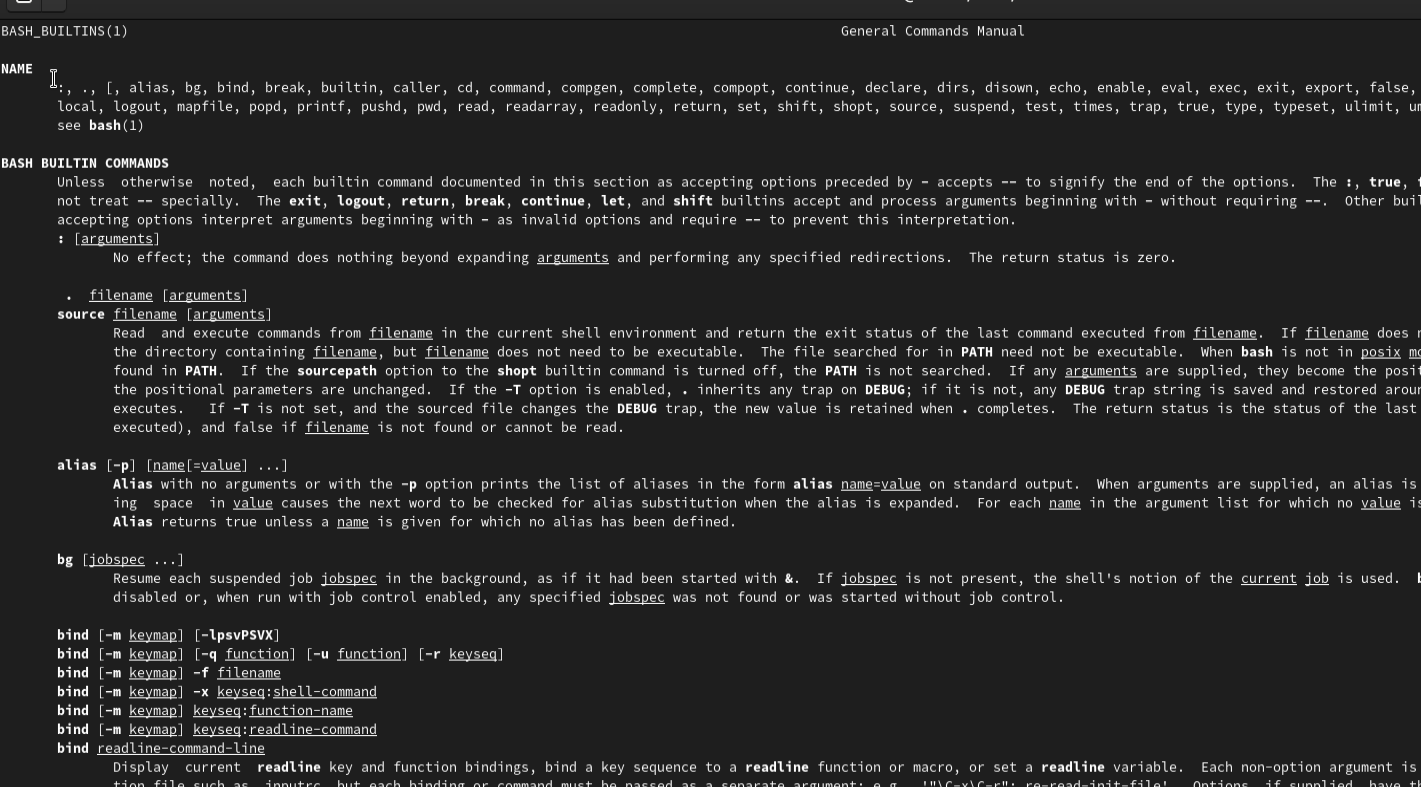 BASH_BUILTINS(1) General Commands Manual
NAME
:, ., [, alias, bg, bind, break, builtin, caller, cd, command, compgen, complete, compopt, continue, declare, dirs, disown, echo, enable, eval, exec, exit, export, false,
local, logout, mapfile, popd, printf, pushd, pwd, read, readarray, readonly, return, set, shift, shopt, source, suspend, test, times, trap, true, type, typeset, ulimit,
see bash(1)
BASH BUILTIN COMMANDS
Unless otherwise noted, each builtin command documented in this section as accepting options preceded by - accepts -- to signify the end of the options. The :, true,
not treat -- specially. The exit, logout, return, break, continue, let, and shift builtins accept and process arguments beginning with - without requiring --. Other
accepting options interpret arguments beginning with - as invalid options and require -- to prevent this interpretation.
: [arguments]
No effect; the command does nothing beyond expanding arguments and performing any specified redirections. The return status is zero.
. filename [arguments]
source filename [arguments]
Read and execute commands from filename in the current shell environment and return the exit status of the last command executed from filename. If filename does
the directory containing filename, but filename does not need to be executable. The file searched for in PATH need not be executable. When bash is not in posix
found in PATH. If the sourcepath option to the shopt builtin command is turned off, the PATH is not searched. If any arguments are supplied, they become the
the positional parameters are unchanged. If the -T option is enabled, . inherits any trap on DEBUG; if it is not, any DEBUG trap string is saved and restored
executes. If -T is not set, and the sourced file changes the DEBUG trap, the new value is retained when . completes. The return status is the status of the last
executed), and false if filename is not found or cannot be read.
alias [-p] [name[=value] ...]
Alias with no arguments or with the -p option prints the list of aliases in the form alias name=value on standard output. When arguments are supplied, an alias is
ing space in value causes the next word to be checked for alias substitution when the alias is expanded. For each name in the argument list for which no value is
Alias returns true unless a name is given for which no alias has been defined.
bg [jobspec ...]
Resume each suspended job jobspec in the background, as if it had been started with &. If jobspec is not present, the shell's notion of the current job is used.
disabled or, when run with job control enabled, any specified jobspec was not found or was started without job control.
bind [-m keymap] [-lpsvPSVX]
bind [-m keymap] [-q function] [-u function] [-r keyseq]
bind [-m keymap] -f filename
bind [-m keymap] -x keyseq:shell-command
bind [-m keymap] keyseq:function-name
bind [-m keymap] keyseq:readline-command
bind readline-command-line
Display current readline key and function bindings, bind a key sequence to a readline function or macro, or set a readline variable. Each non-option argument is
tion file such as .inputrc, but each binding or command must be passed as a separate argument; e.g., '"\C-x\C-r": re-read-init-file'. Options, if supplied, have